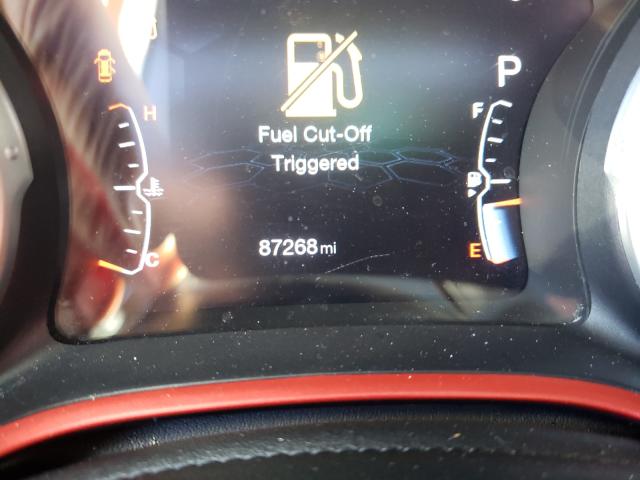 P
H
F
Fuel Cut-Off
Triggered
87268 mi
C
E